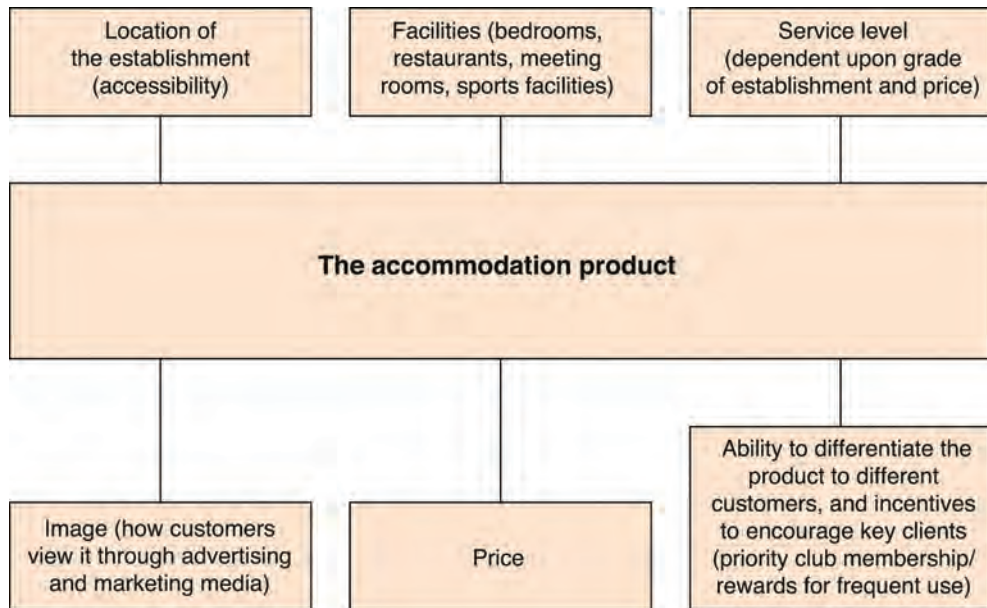 Location of
the establishment
(accessibility)
Facilities (bedrooms,
restaurants, meeting
rooms, sports facilities)
Service level
(dependent upon grade
of establishment and price)
The accommodation product
Image (how customers
view it through advertising
and marketing media)
Price
Ability to differentiate the
product to different
customers, and incentives
to encourage key clients
(priority club membership/
rewards for frequent use)